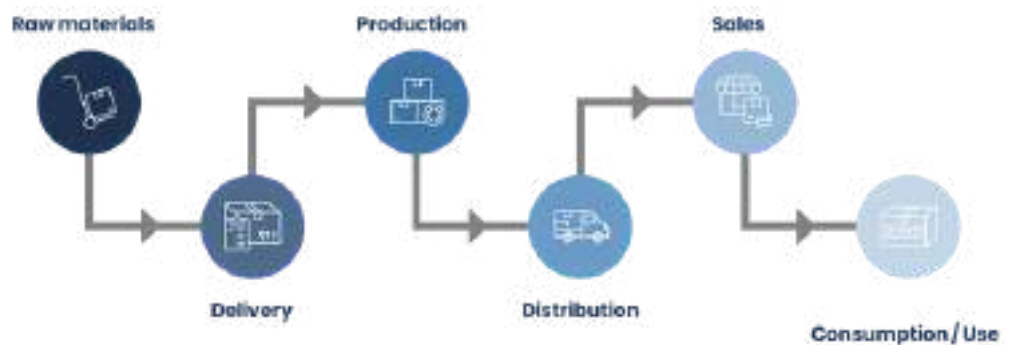 Raw materials
Production
Sales
Delivery
Distribution
Consumption / Use